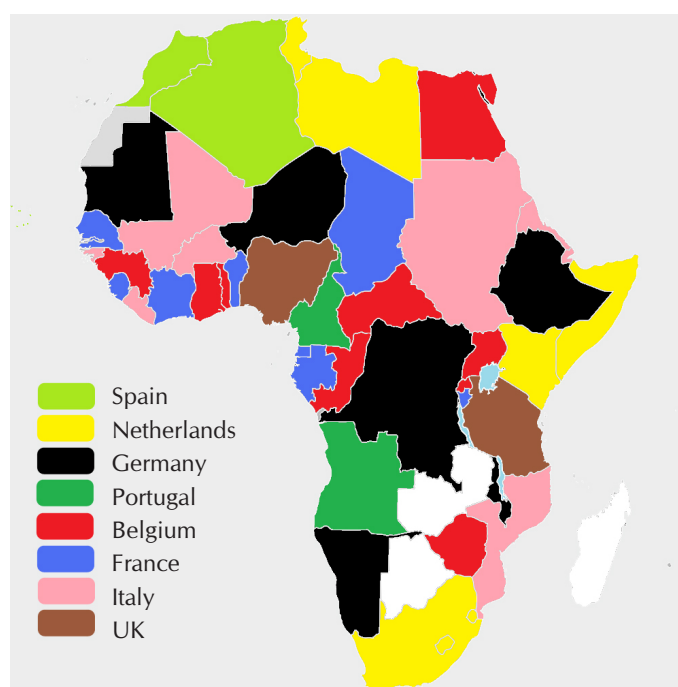 Spain
Netherlands
Germany
Portugal
Belgium
France
Italy
UK